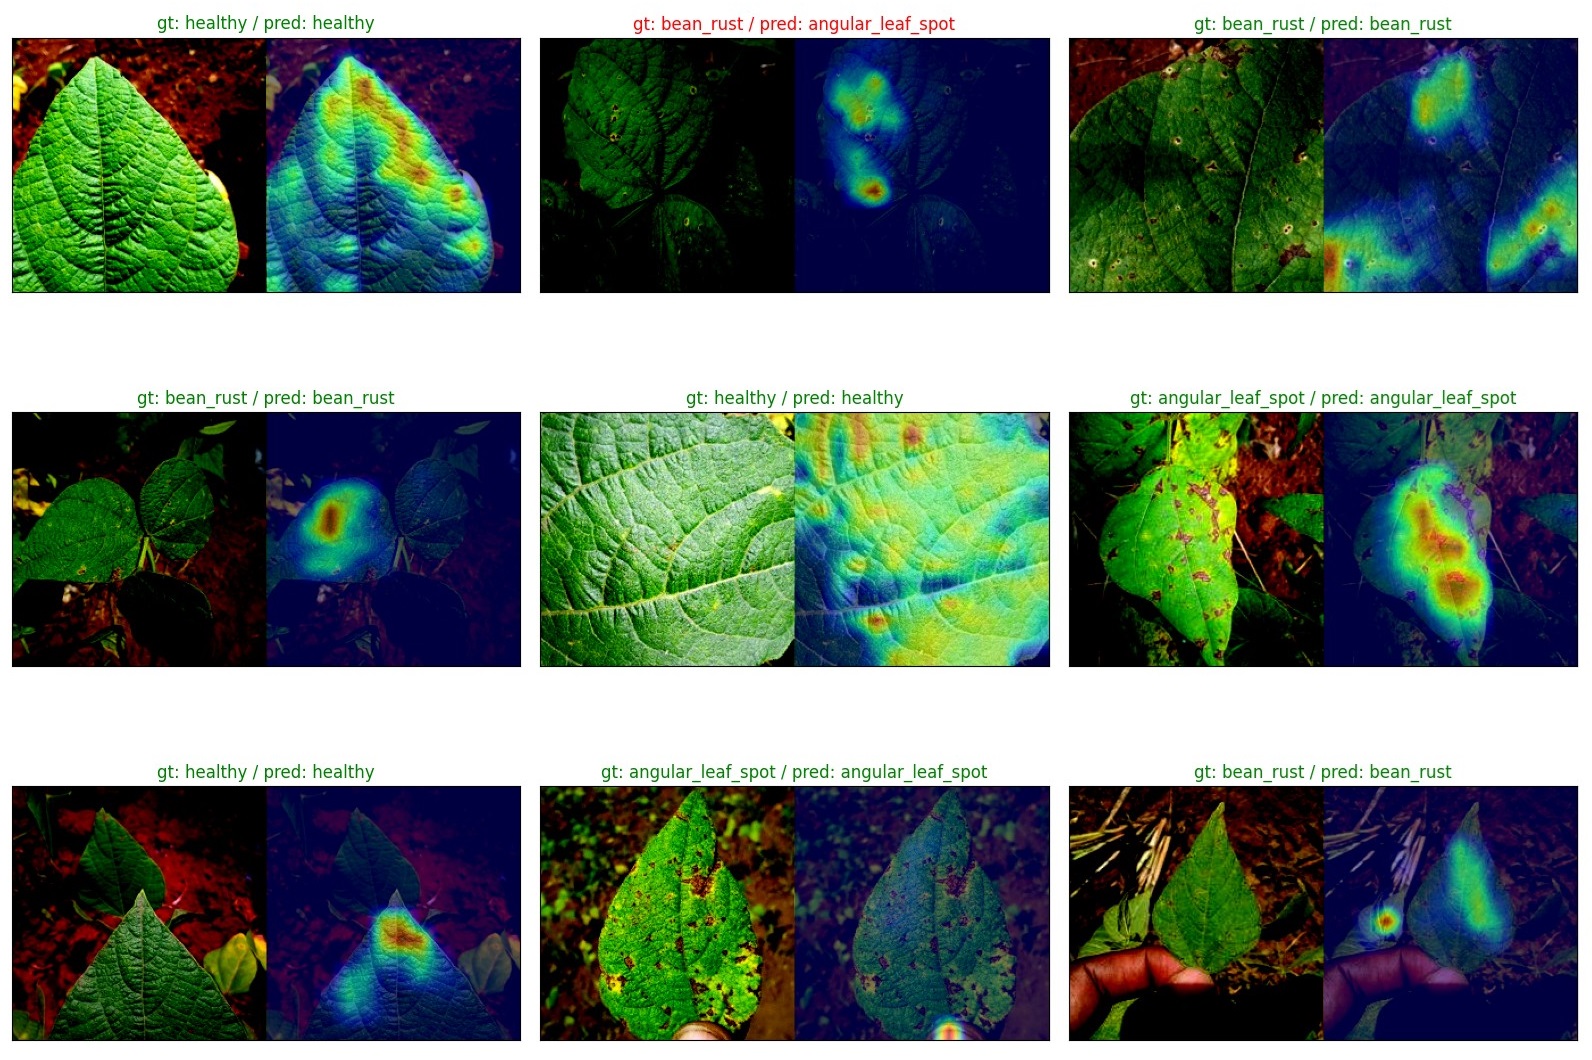 gt: healthy / pred: healthy
gt: bean_rust / pred: angular_leaf_spot
gt: bean_rust / pred: bean_rust
gt: bean_rust / pred: bean_rust
gt: healthy / pred: healthy
gt: angular_leaf_spot / pred: angular_leaf_spot
gt: healthy / pred: healthy
gt: angular_leaf_spot / pred: angular_leaf_spot
gt: bean_rust / pred: bean_rust